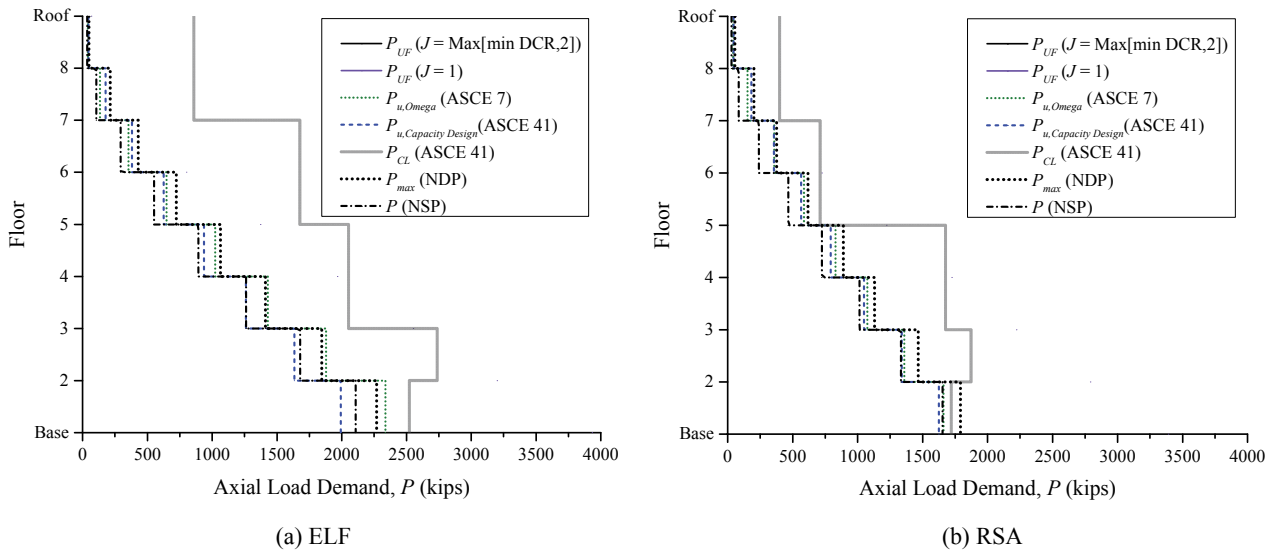 Roof
8
7
6
5
4
3
2
Base
Floor
P_UF (J = Max[min DCR,2])
P_UF (J = 1)
P_u,Omega (ASCE 7)
P_u,Capacity Design(ASCE 41)
P_CL (ASCE 41)
P_max (NDP)
P (NSP)
0 500 1000 1500 2000 2500 3000 3500 4000
Axial Load Demand, P (kips)
(a) ELF
Roof
8
7
6
5
4
3
2
Base
Floor
P_UF (J = Max[min DCR,2])
P_UF (J = 1)
P_u,Omega (ASCE 7)
P_u,Capacity Design(ASCE 41)
P_CL (ASCE 41)
P_max (NDP)
P (NSP)
0 500 1000 1500 2000 2500 3000 3500 4000
Axial Load Demand, P (kips)
(b) RSA